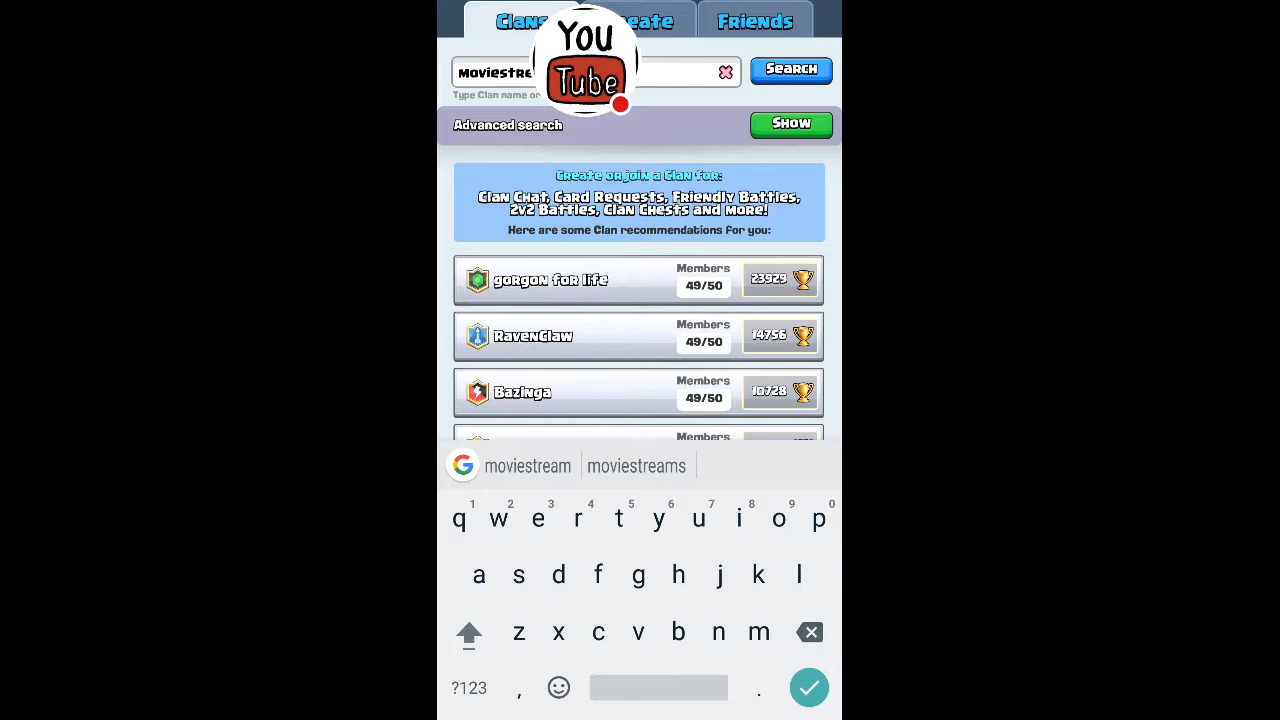 Clans Create Friends
You
Tube
Moviestre
Search
Type Clan name or
Advanced search
Show
Create or join a Clan for:
Clan Chat, Card Requests, Friendly Battles,
2v2 Battles, Clan Chests and more!
Here are some Clan recommendations for you:
gorgon for life
Members
49/50
23929
RavenClaw
Members
49/50
14756
Bazinga
Members
49/50
10728
Members
G moviestream moviestreams
1 2 3 4 5 6 7 8 9 0
q w e r t y u i o p
a s d f g h j k l
z x c v b n m
?123 , .